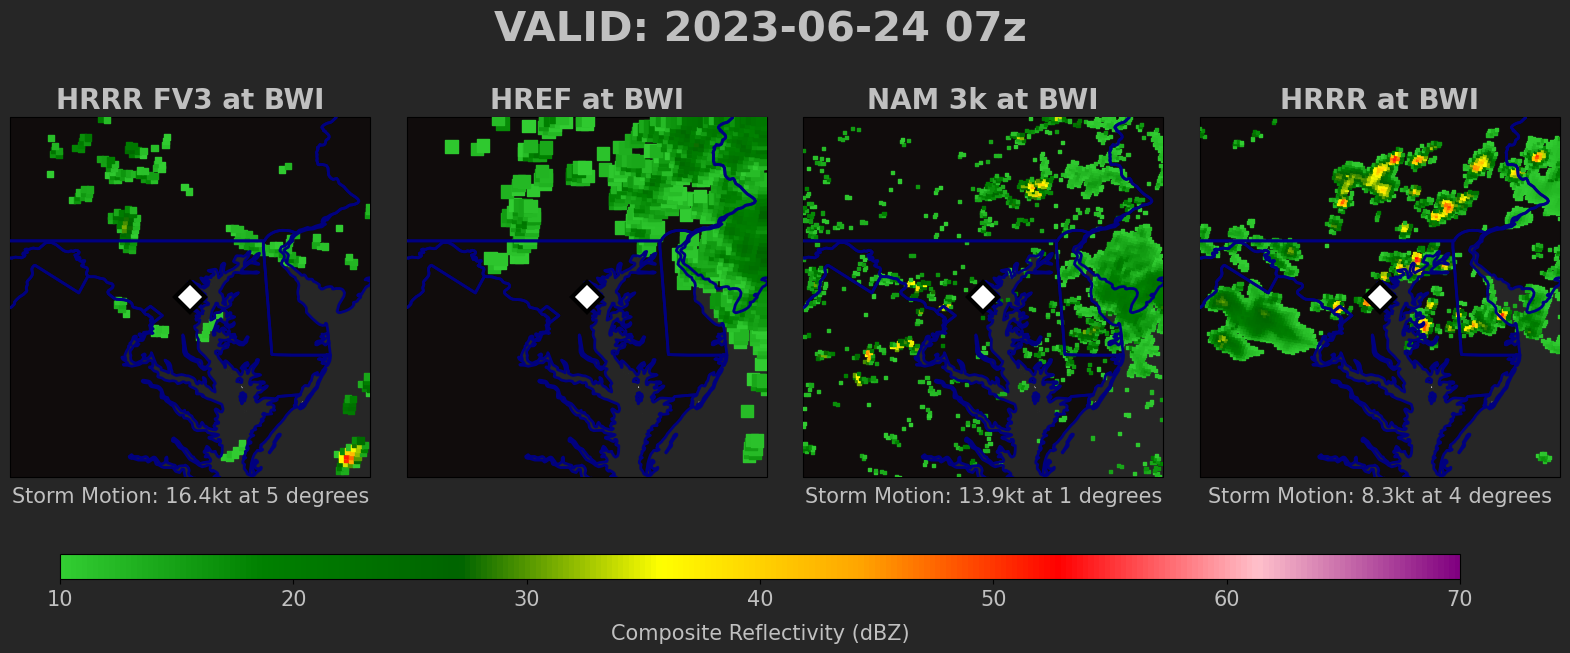 VALID: 2023-06-24 07z
HRRR FV3 at BWI
HREF at BWI
NAM 3k at BWI
HRRR at BWI
Storm Motion: 16.4kt at 5 degrees
Storm Motion: 13.9kt at 1 degrees
Storm Motion: 8.3kt at 4 degrees
10 20 30 40 50 60 70
Composite Reflectivity (dBZ)